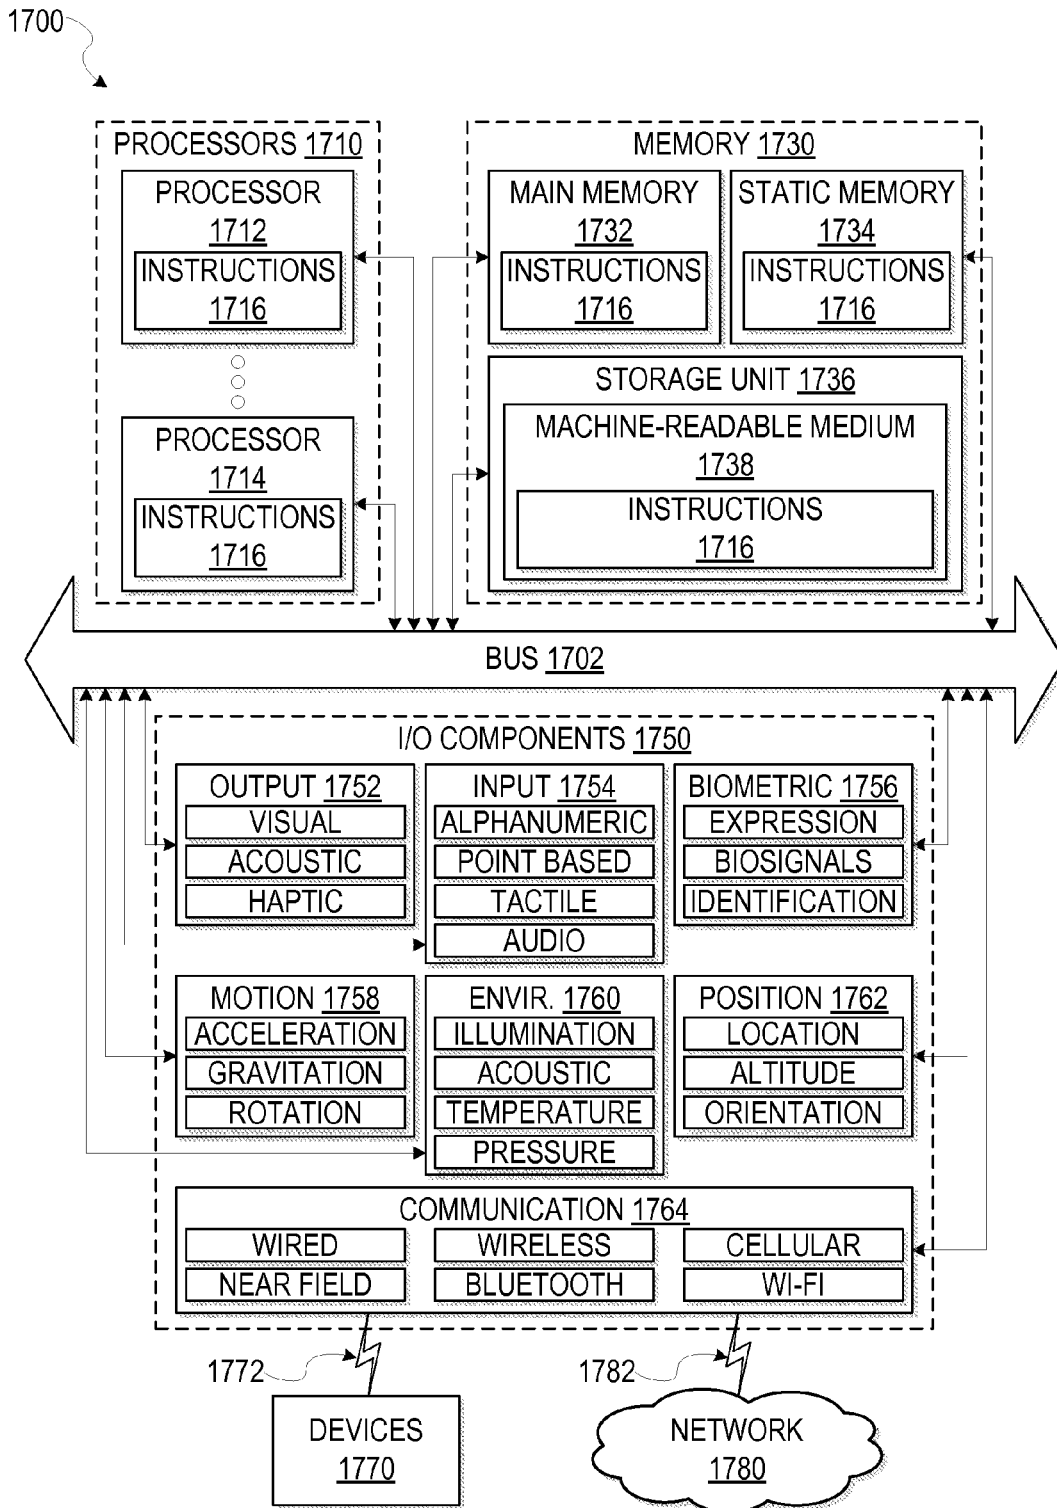 1700
PROCESSORS 1710
PROCESSOR
1712
INSTRUCTIONS
1716
PROCESSOR
1714
INSTRUCTIONS
1716
MEMORY 1730
MAIN MEMORY
1732
INSTRUCTIONS
1716
STATIC MEMORY
1734
INSTRUCTIONS
1716
STORAGE UNIT 1736
MACHINE-READABLE MEDIUM
1738
INSTRUCTIONS
1716
BUS 1702
I/O COMPONENTS 1750
OUTPUT 1752
VISUAL
ACOUSTIC
HAPTIC
INPUT 1754
ALPHANUMERIC
POINT BASED
TACTILE
AUDIO
BIOMETRIC 1756
EXPRESSION
BIOSIGNALS
IDENTIFICATION
MOTION 1758
ACCELERATION
GRAVITATION
ROTATION
ENVIR. 1760
ILLUMINATION
ACOUSTIC
TEMPERATURE
PRESSURE
POSITION 1762
LOCATION
ALTITUDE
ORIENTATION
COMMUNICATION 1764
WIRED
WIRELESS
CELLULAR
NEAR FIELD
BLUETOOTH
WI-FI
1772
1782
DEVICES
1770
NETWORK
1780